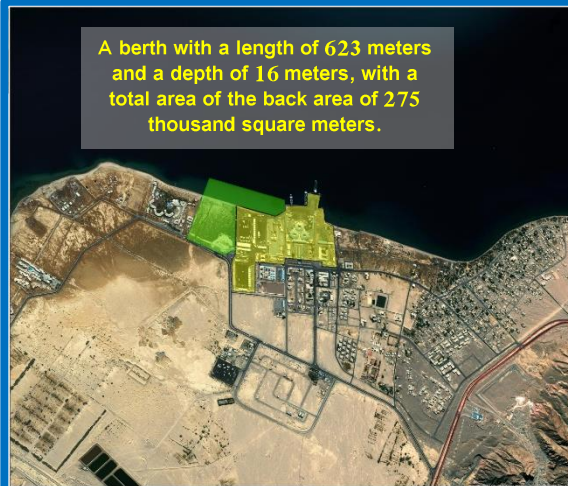 A berth with a length of 623 meters
and a depth of 16 meters, with a
total area of the back area of 275
thousand square meters.